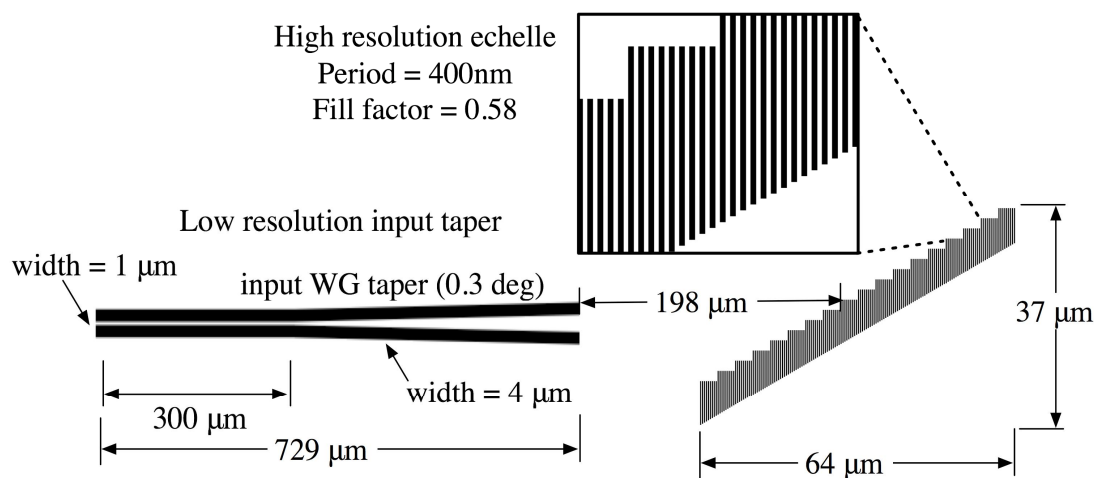 High resolution echelle
Period = 400nm
Fill factor = 0.58
Low resolution input taper
width = 1 μm
input WG taper (0.3 deg)
198 μm
37 μm
width = 4 μm
300 μm
729 μm
64 μm